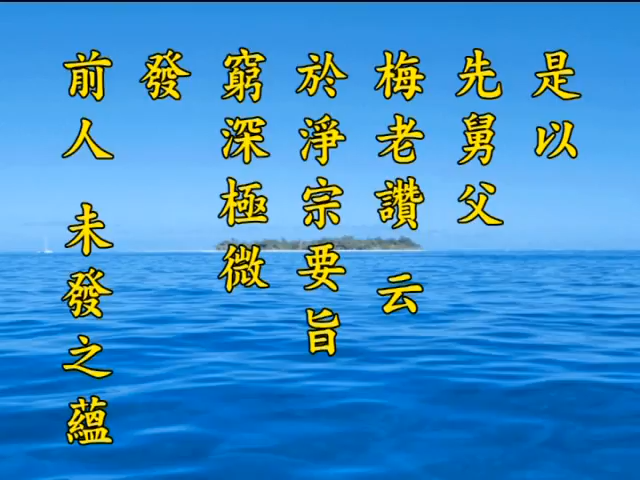 是以
先舅父
梅老讚 云
於淨宗要旨
窮深極微
發
前人 未發之蘊